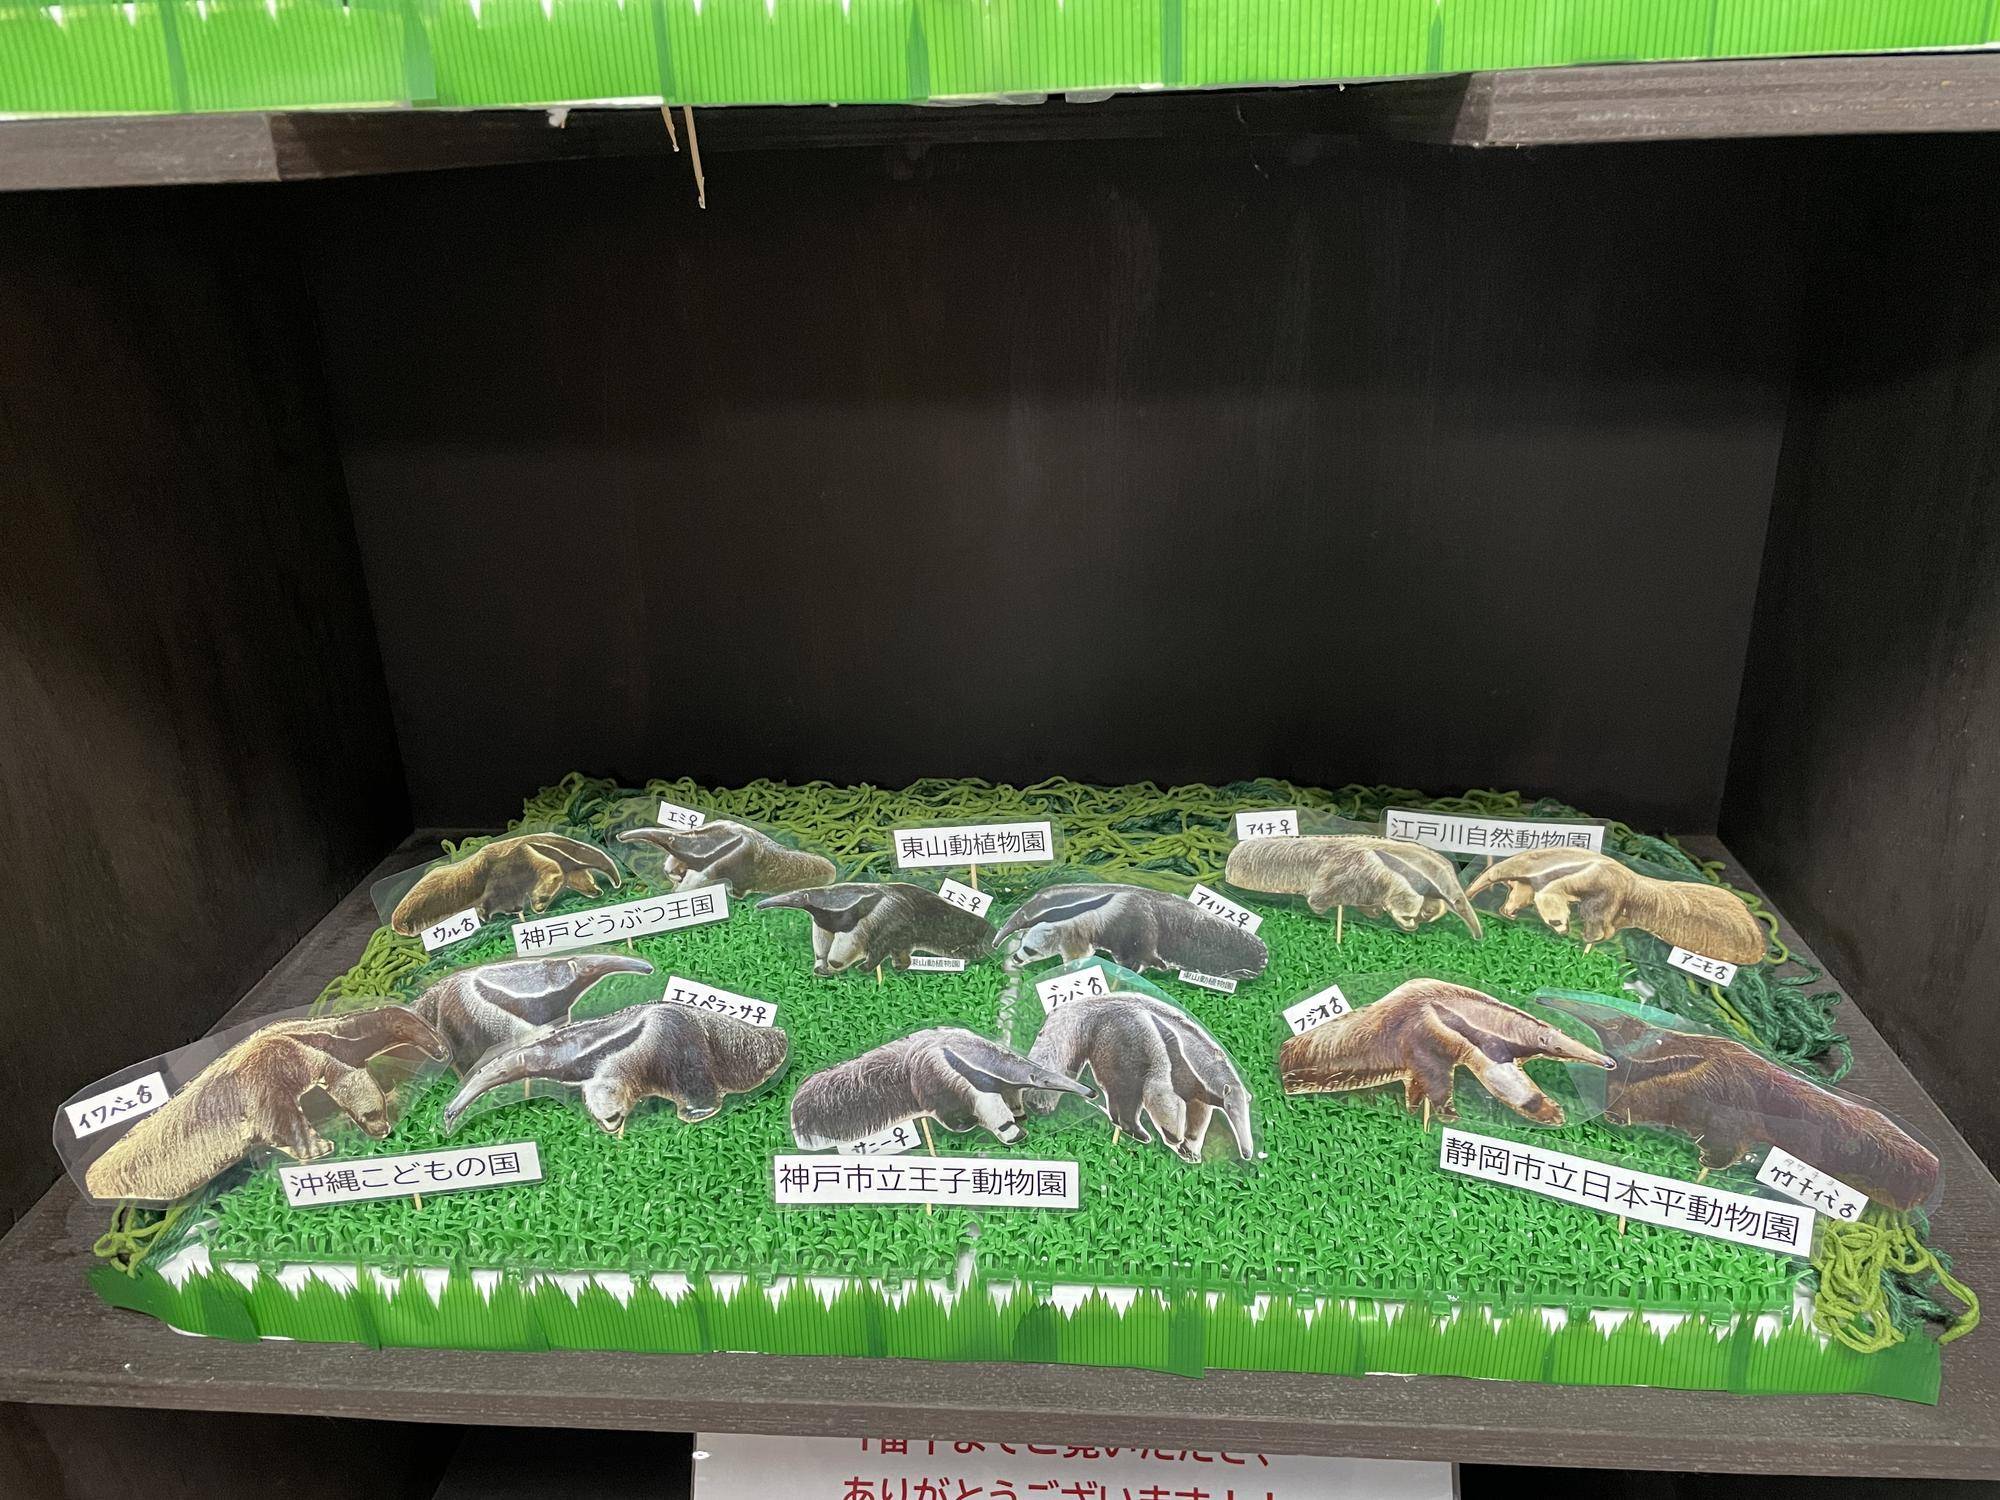 エミ♀
東山動植物園
アイチ♀
江戸川自然動物園
ウル♂
神戸どうぶつ王国
エミ♀
東山動植物園
アイリス♀
東山動植物園
アニモ♂
イワベェ♂
エスペランサ♀
沖縄こどもの国
ブンバ♂
サニー♀
神戸市立王子動物園
フジオ♂
静岡市立日本平動物園
ありがとうございます!!